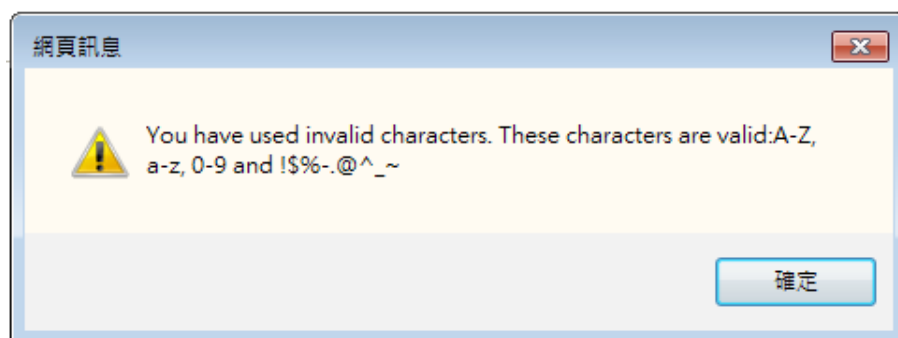 網頁訊息
You have used invalid characters. These characters are valid:A-Z,
a-z, 0-9 and !$%-.@^_~
確定